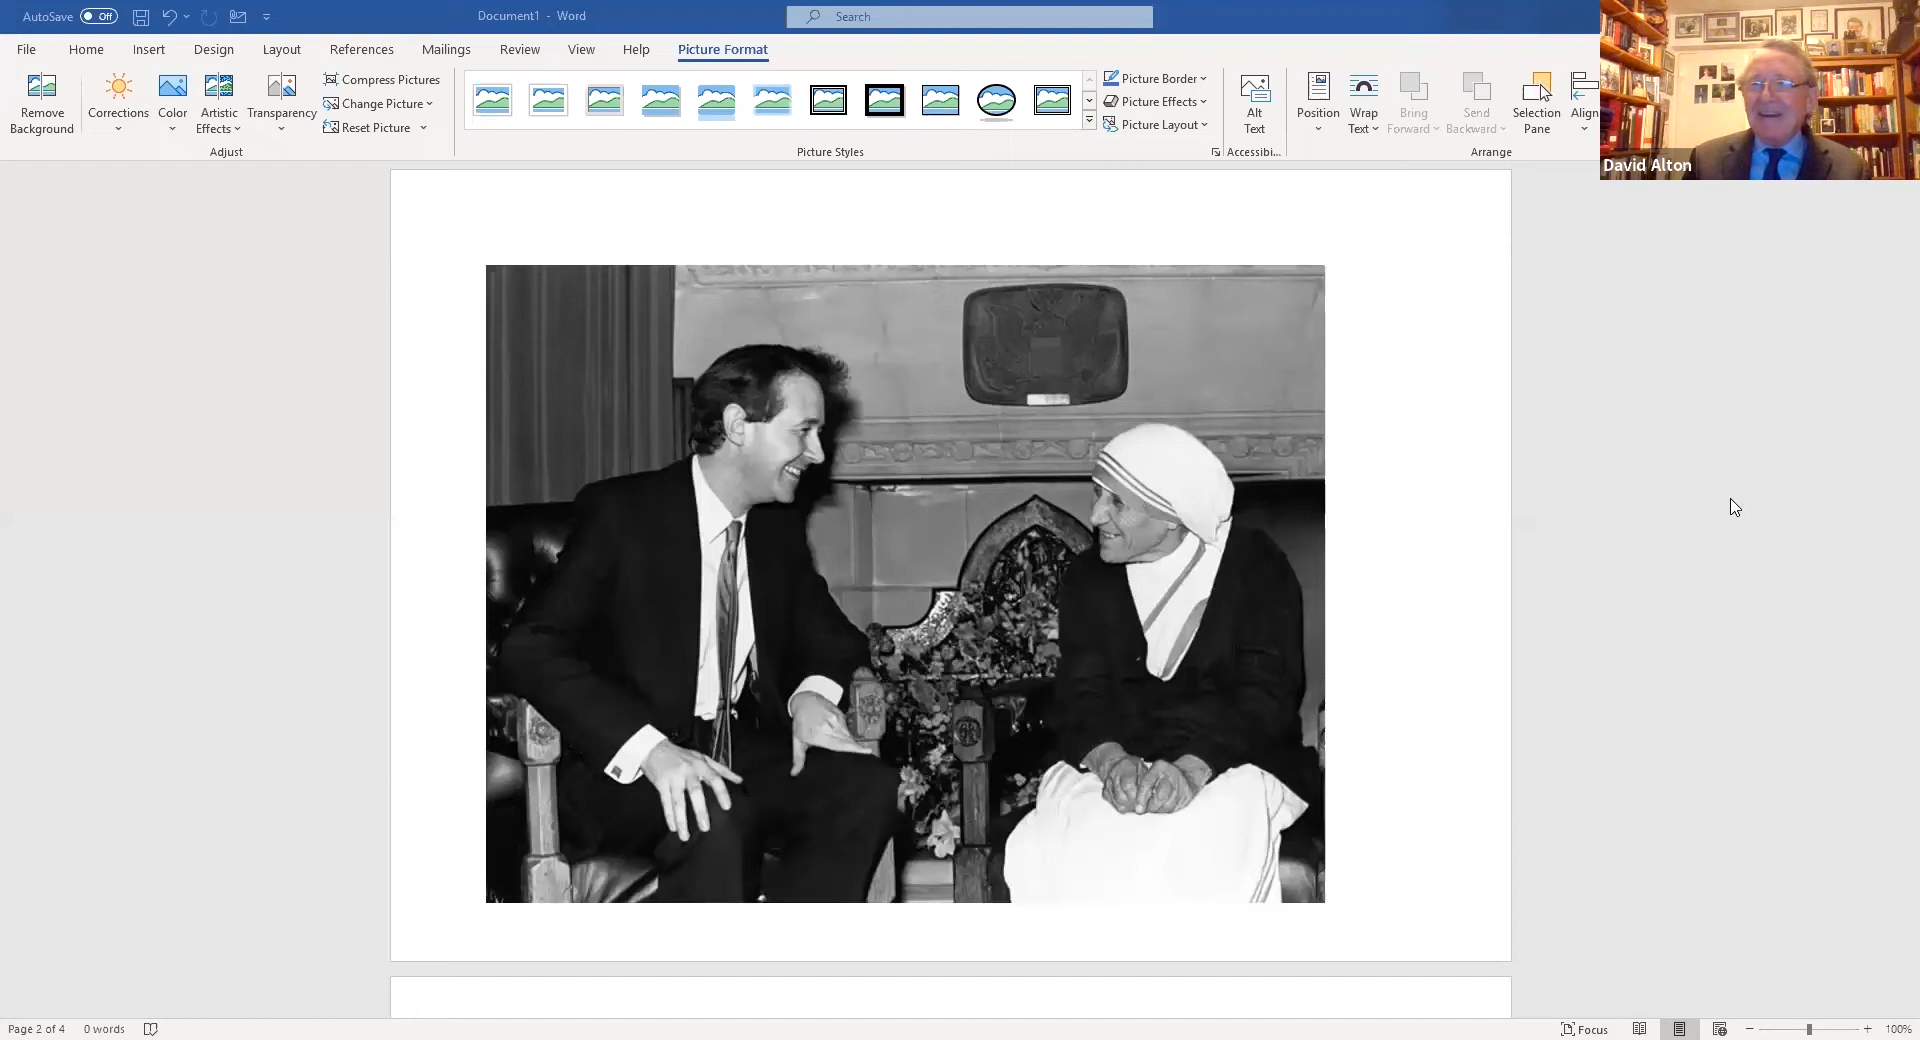 AutoSave Off Document1 - Word Search
File Home Insert Design Layout References Mailings Review View Help Picture Format
Remove Background
Corrections
Color
Artistic Effects
Transparency
Compress Pictures
Change Picture
Reset Picture
Adjust
Picture Styles
Picture Border
Picture Effects
Picture Layout
Alt Text
Accessibi...
Position
Wrap Text
Bring Forward
Send Backward
Selection Pane
Align
Arrange
David Alton
Page 2 of 4 0 words Focus 100%